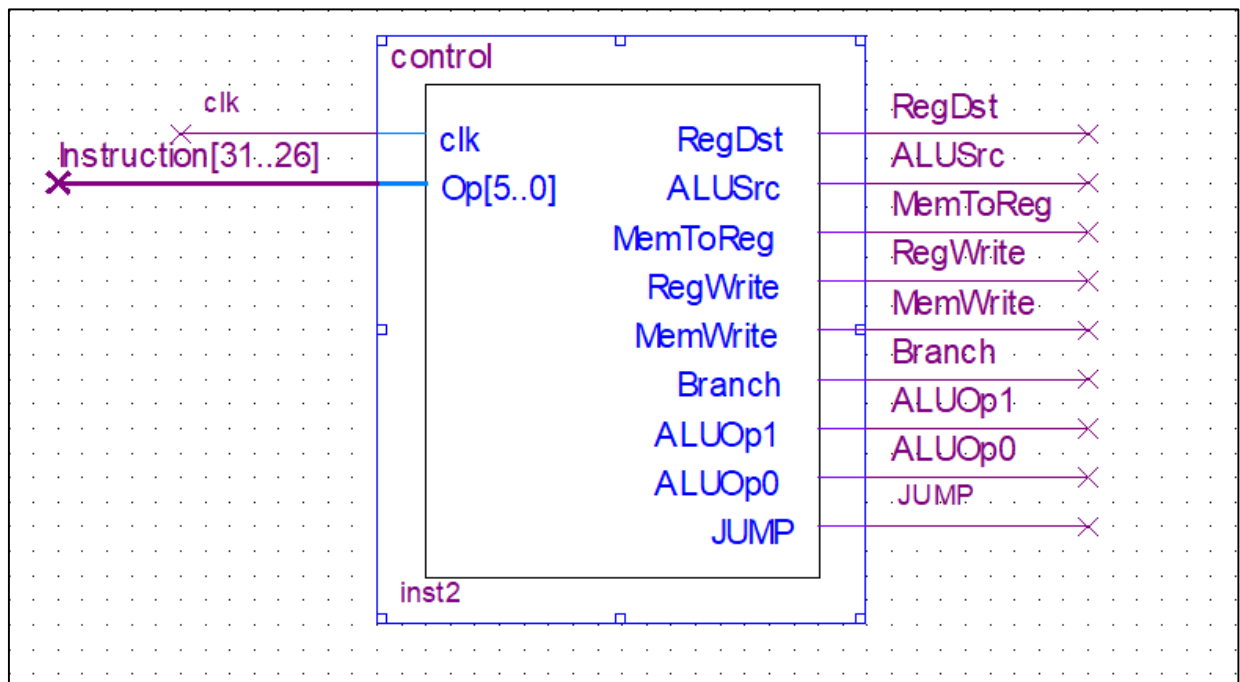 control
clk
Instruction[31..26]
clk
Op[5..0]
RegDst
ALUSrc
MemToReg
RegWrite
MemWrite
Branch
ALUOp1
ALUOp0
JUMP
RegDst
ALUSrc
MemToReg
RegWrite
MemWrite
Branch
ALUOp1
ALUOp0
JUMP
inst2